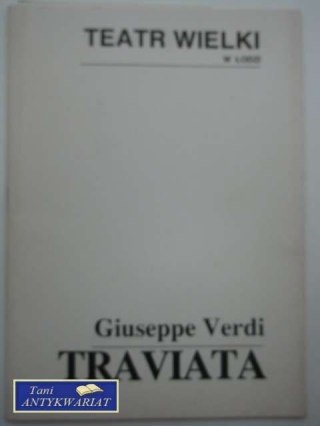 TEATR WIELKI
W ŁODZI
Giuseppe Verdi
TRAVIATA
Tani
ANTYKWARIAT